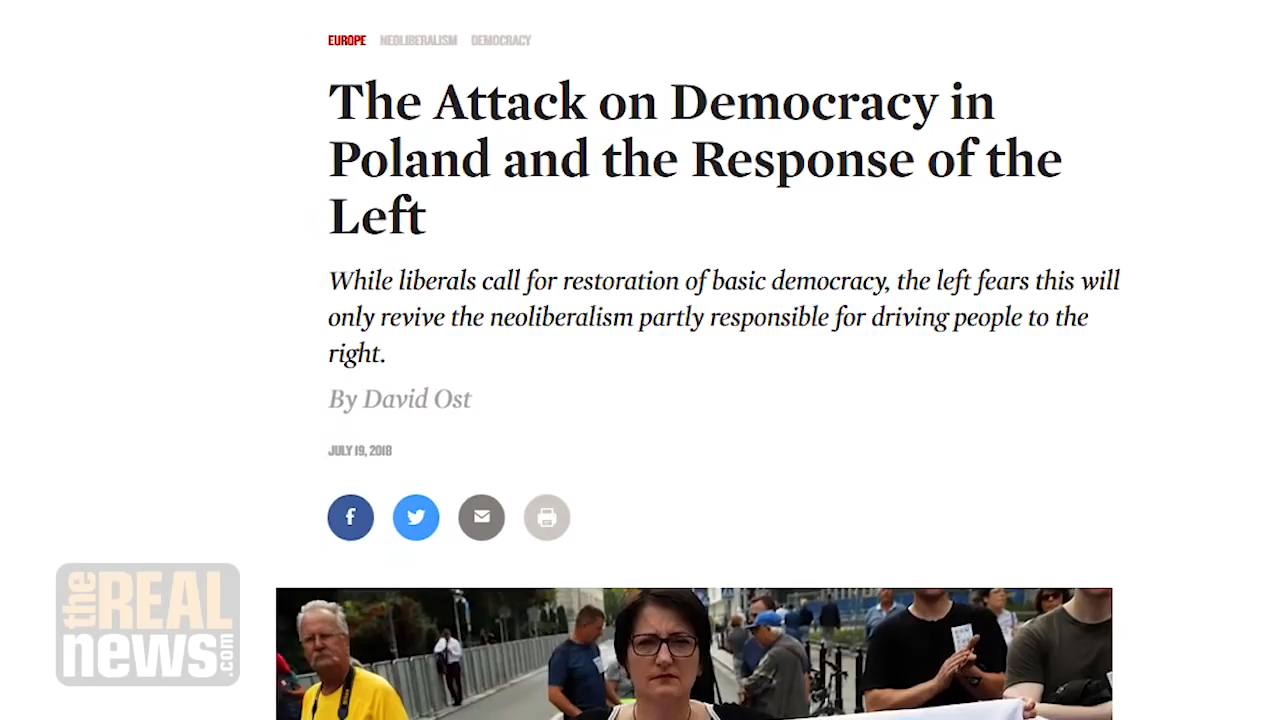 EUROPE NEOLIBERALISM DEMOCRACY
The Attack on Democracy in
Poland and the Response of the
Left
While liberals call for restoration of basic democracy, the left fears this will
only revive the neoliberalism partly responsible for driving people to the
right.
By David Ost
JULY 19, 2018
f
the REAL
news.com